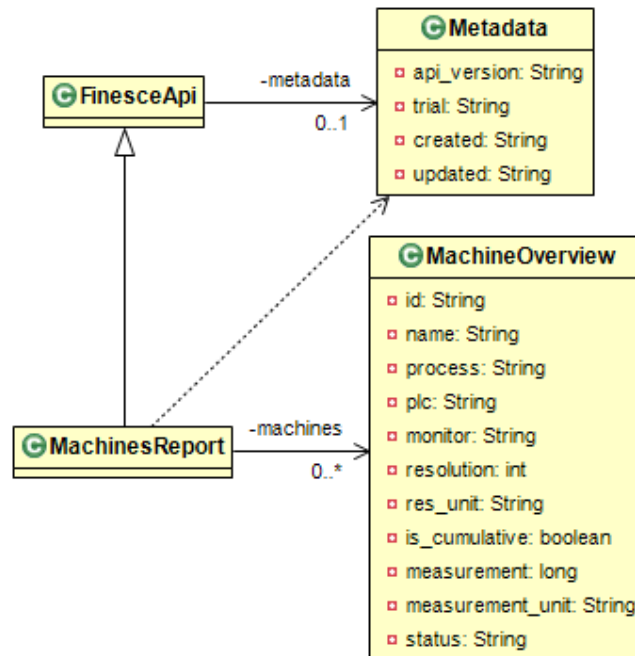 C Metadata
api_version: String
trial: String
created: String
updated: String
C FinesceApi
-metadata
0..1
C MachineOverview
id: String
name: String
process: String
plc: String
monitor: String
resolution: int
res_unit: String
is_cumulative: boolean
measurement: long
measurement_unit: String
status: String
C MachinesReport
-machines
0..*